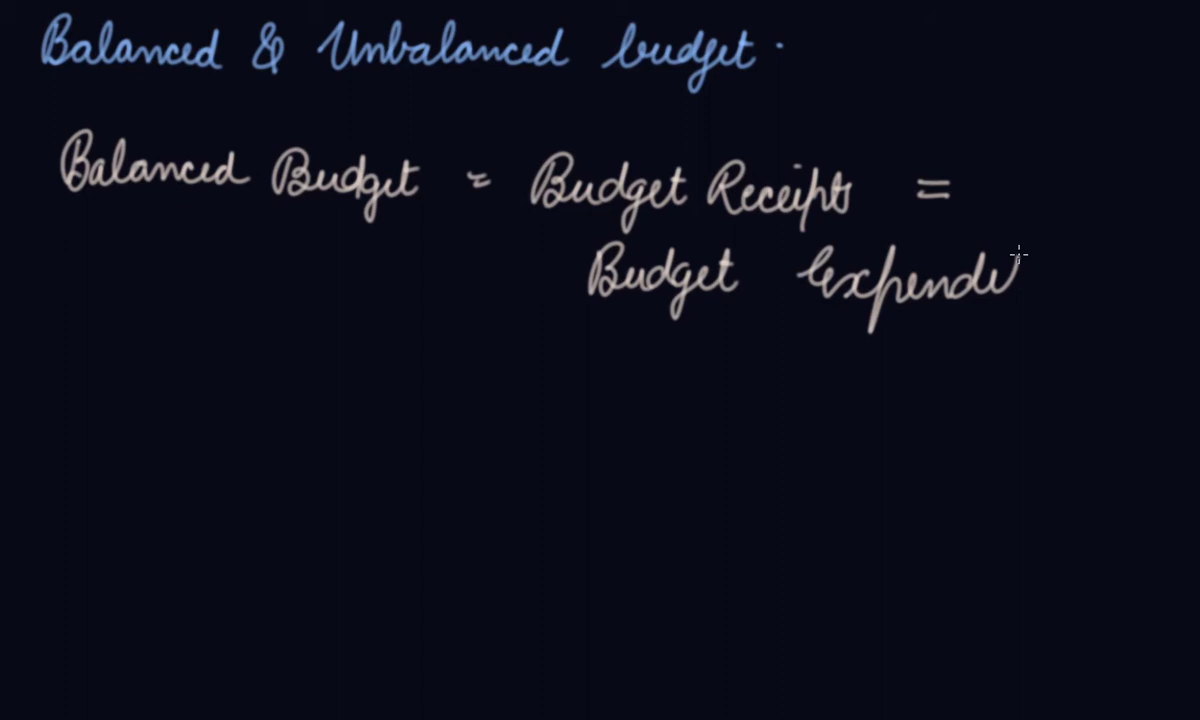 Balanced & Unbalanced budget.
Balanced Budget = Budget Receipts =
Budget Expendi